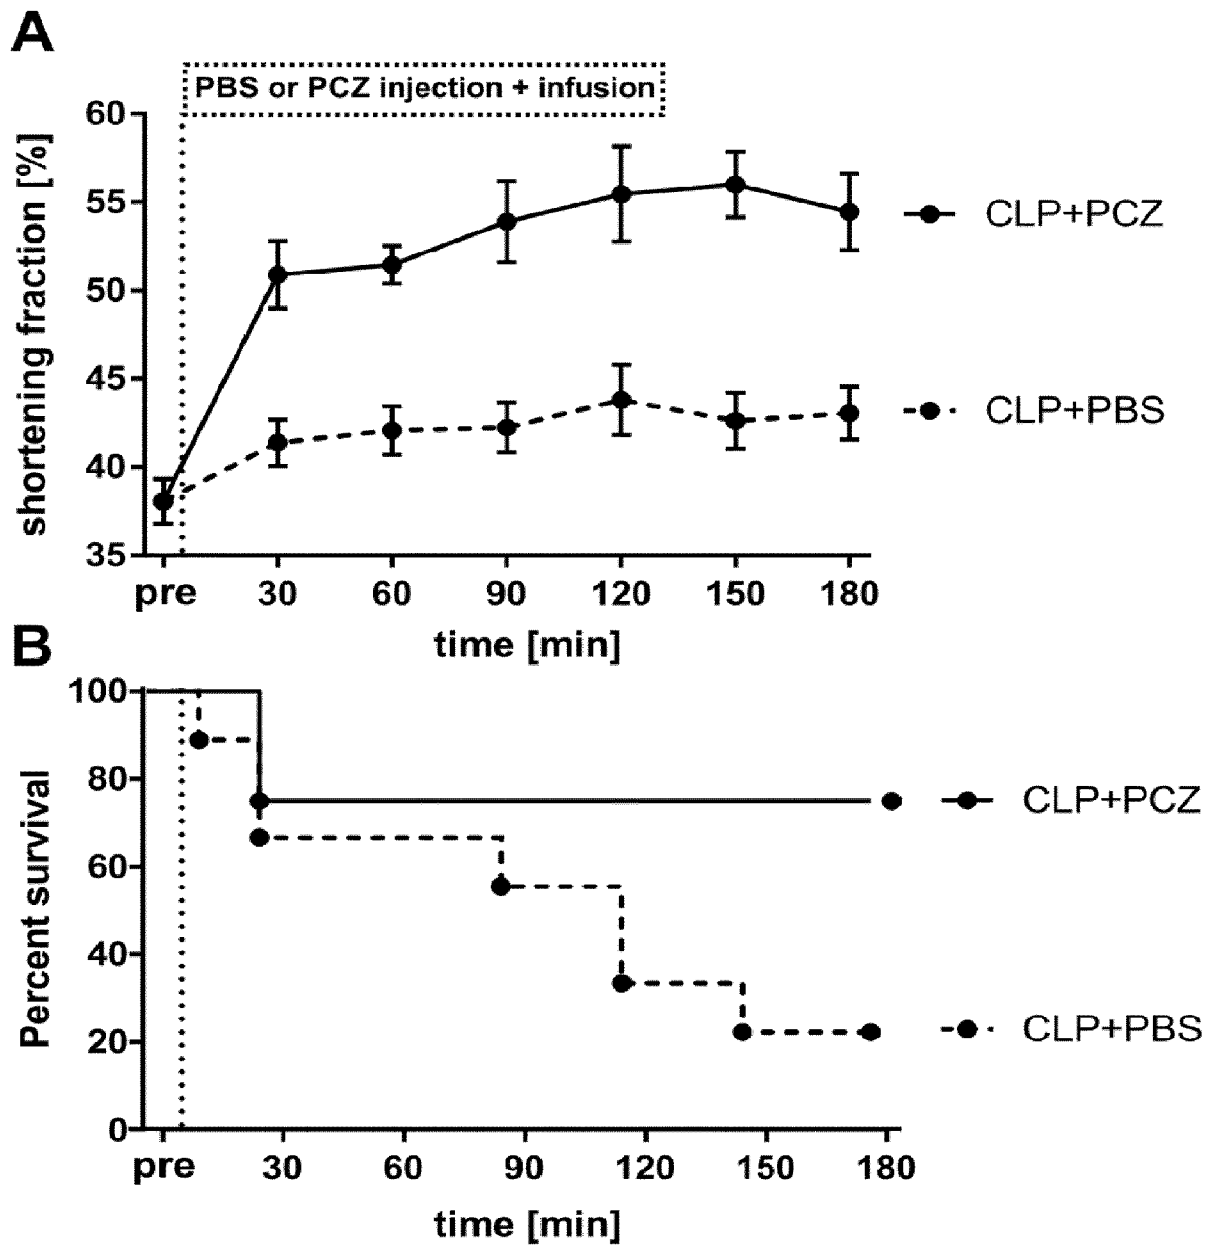 A
PBS or PCZ injection + infusion
shortening fraction [%]
60
55
50
45
40
35
pre 30 60 90 120 150 180
time [min]
CLP+PCZ
CLP+PBS
B
Percent survival
100
80
60
40
20
0
pre 30 60 90 120 150 180
time [min]
CLP+PCZ
CLP+PBS